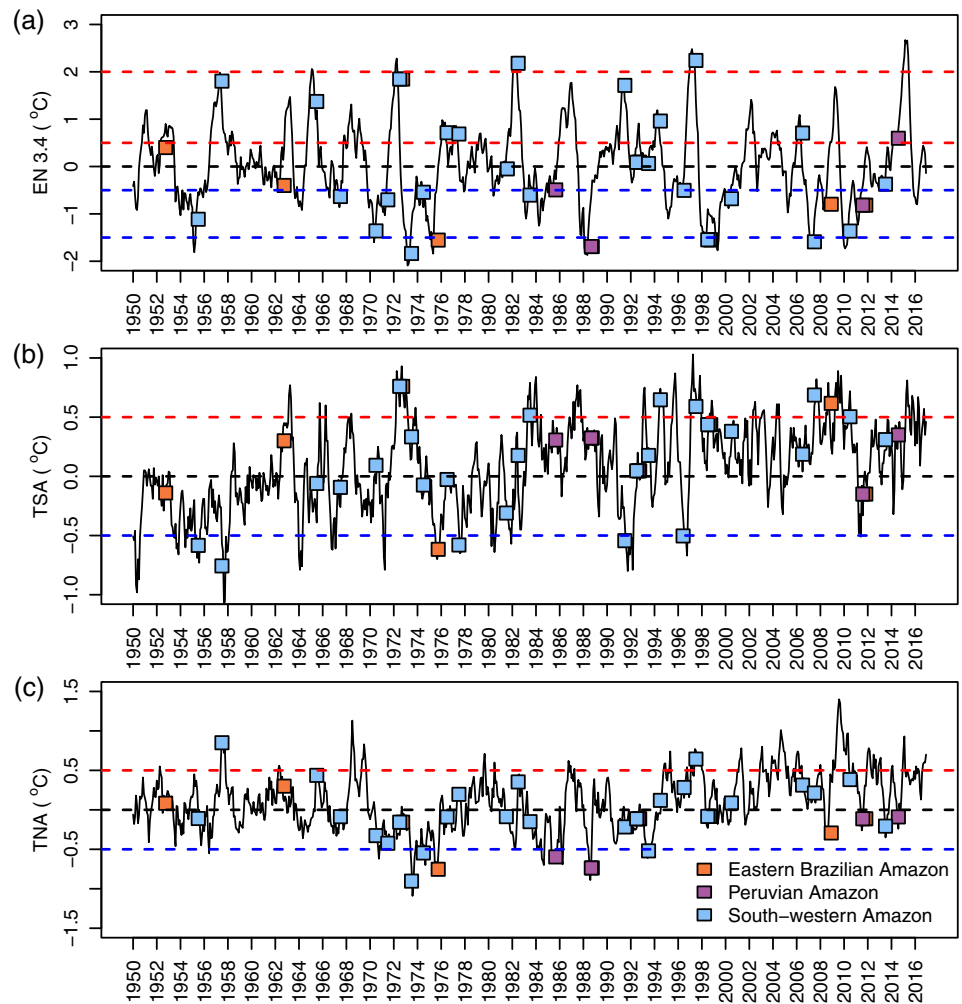 (a)
EN 3.4 ( °C)
3
2
1
0
−1
−2
1950 1952 1954 1956 1958 1960 1962 1964 1966 1968 1970 1972 1974 1976 1978 1980 1982 1984 1986 1988 1990 1992 1994 1996 1998 2000 2002 2004 2006 2008 2010 2012 2014 2016
(b)
TSA ( °C)
1.0
0.5
0.0
−0.5
−1.0
1950 1952 1954 1956 1958 1960 1962 1964 1966 1968 1970 1972 1974 1976 1978 1980 1982 1984 1986 1988 1990 1992 1994 1996 1998 2000 2002 2004 2006 2008 2010 2012 2014 2016
(c)
TNA ( °C)
1.5
0.5
−0.5
−1.5
Eastern Brazilian Amazon
Peruvian Amazon
South−western Amazon
1950 1952 1954 1956 1958 1960 1962 1964 1966 1968 1970 1972 1974 1976 1978 1980 1982 1984 1986 1988 1990 1992 1994 1996 1998 2000 2002 2004 2006 2008 2010 2012 2014 2016